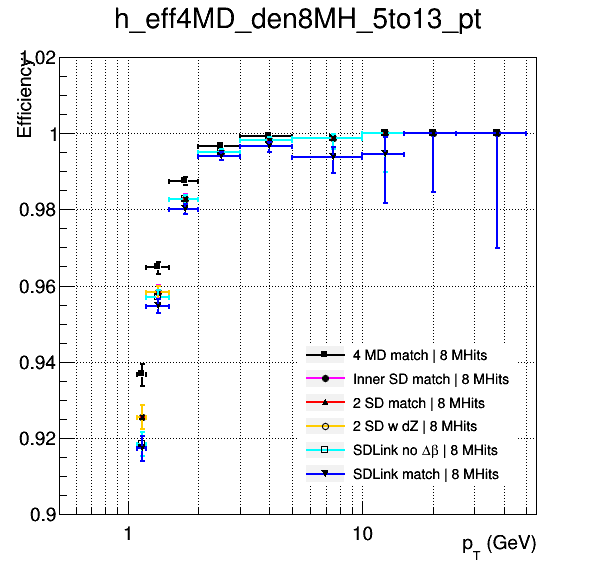 h_eff4MD_den8MH_5to13_pt
Efficiency
1.02
1
0.98
0.96
0.94
0.92
0.9
4 MD match | 8 MHits
Inner SD match | 8 MHits
2 SD match | 8 MHits
2 SD w dZ | 8 MHits
SDLink no Δβ | 8 MHits
SDLink match | 8 MHits
1
10
p_T (GeV)